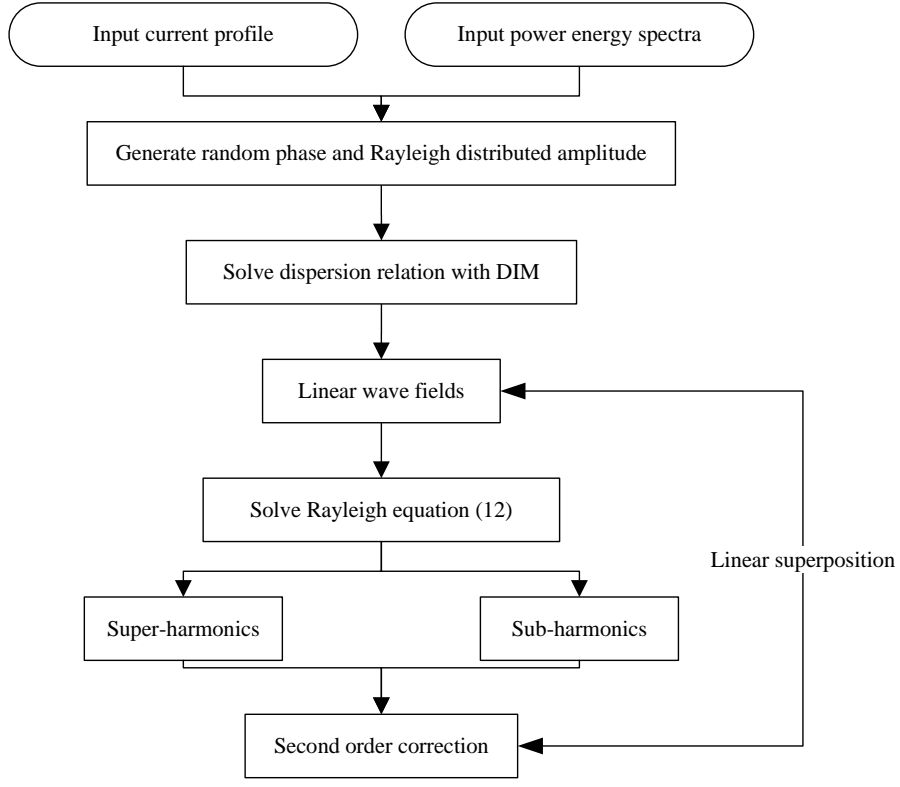 Input current profile
Input power energy spectra
Generate random phase and Rayleigh distributed amplitude
Solve dispersion relation with DIM
Linear wave fields
Solve Rayleigh equation (12)
Linear superposition
Super-harmonics
Sub-harmonics
Second order correction